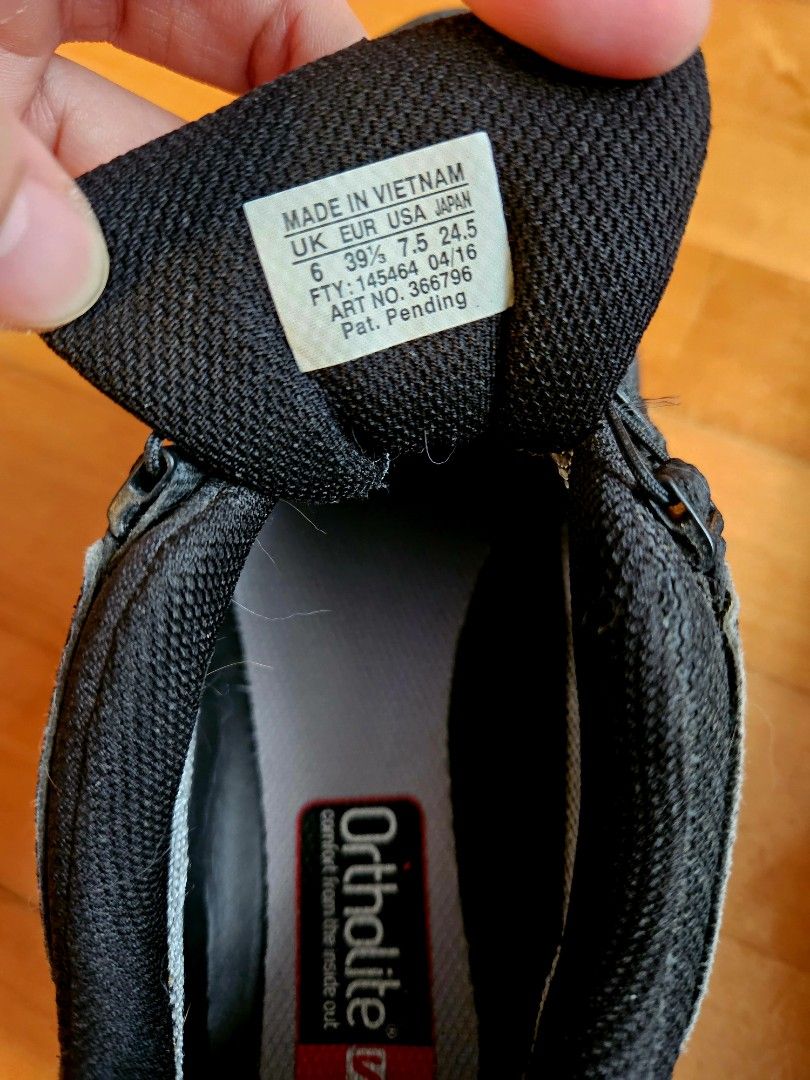 MADE IN VIETNAM
UK EUR USA JAPAN
6 39⅓ 7.5 24.5
FTY: 145464 04/16
ART NO. 366796
Pat. Pending
Ortholite®
comfort from the inside out